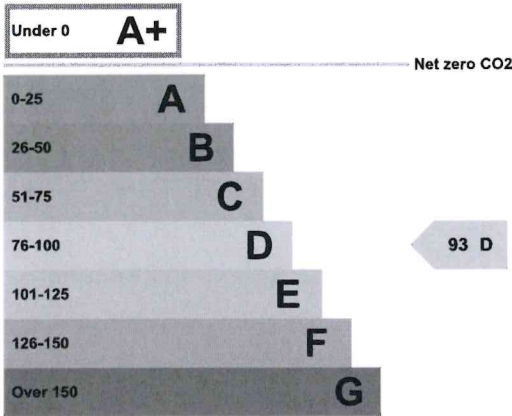 Under 0 A+
Net zero CO2
0-25 A
26-50 B
51-75 C
76-100 D
93 D
101-125 E
126-150 F
Over 150 G